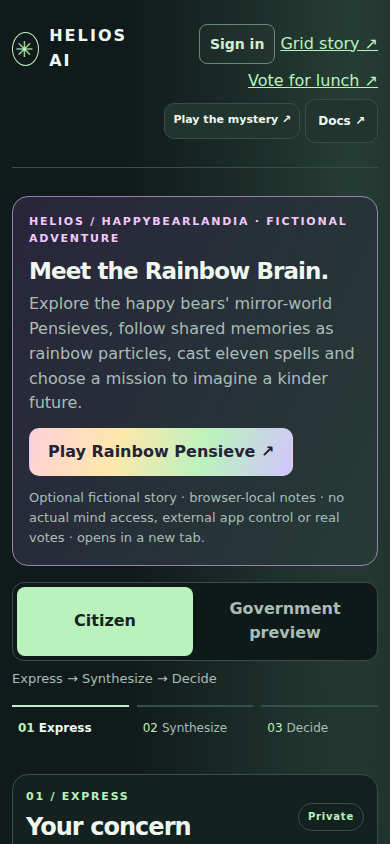 HELIOS
AI
Sign in
Grid story ↗
Vote for lunch ↗
Play the mystery ↗
Docs ↗
HELIOS / HAPPYBEARLANDIA · FICTIONAL
ADVENTURE
Meet the Rainbow Brain.
Explore the happy bears' mirror-world
Pensieves, follow shared memories as
rainbow particles, cast eleven spells and
choose a mission to imagine a kinder
future.
Play Rainbow Pensieve ↗
Optional fictional story · browser-local notes · no
actual mind access, external app control or real
votes · opens in a new tab.
Citizen
Government
preview
Express → Synthesize → Decide
01 Express
02 Synthesize
03 Decide
01 / EXPRESS
Your concern
Private